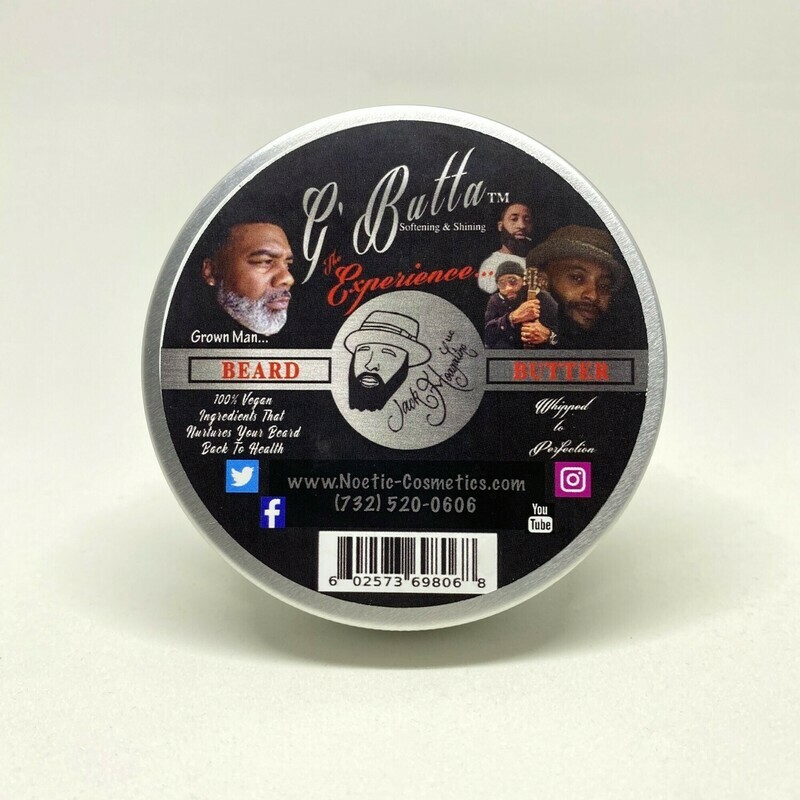 G' Butta™
Softening & Shining
The Experience...
Grown Man...
BEARD
BUTTER
100% Vegan
Ingredients That
Nurtures Your Beard
Back To Health
Whipped
to
Perfection
www.Noetic-Cosmetics.com
(732) 520-0606
You
Tube
6 02573 69806 8